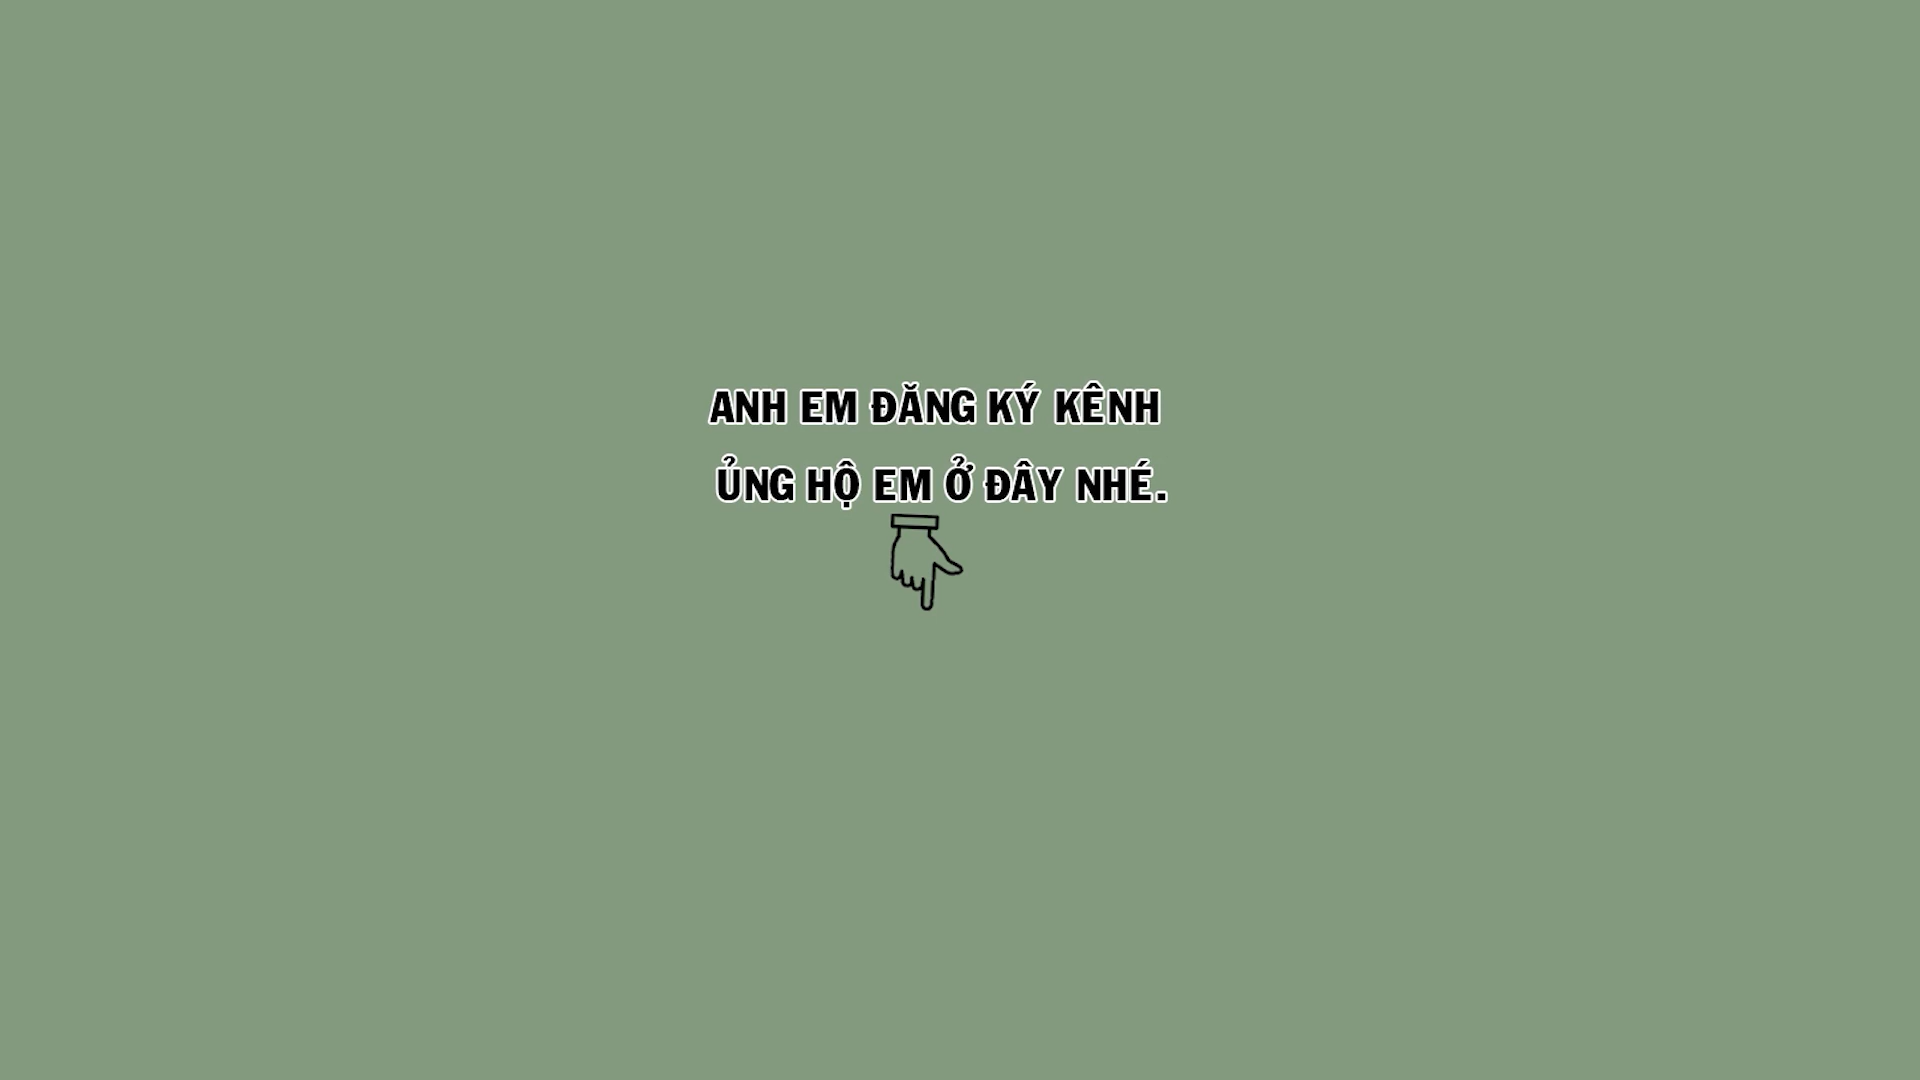 ANH EM ĐĂNG KÝ KÊNH
ỦNG HỘ EM Ở ĐÂY NHÉ.